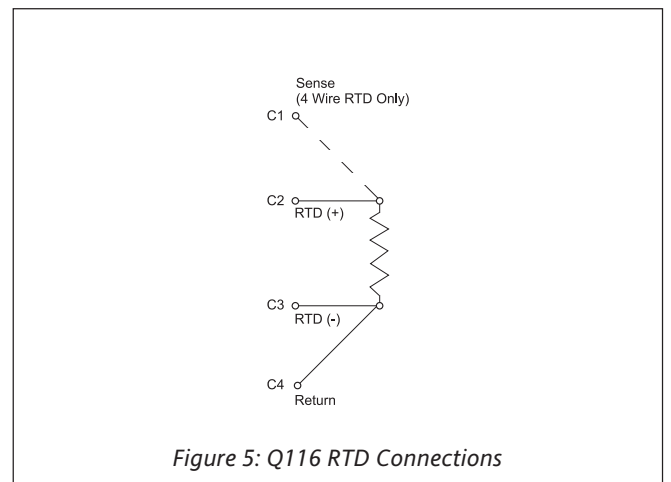 Sense
(4 Wire RTD Only)
C1
C2
RTD (+)
C3
RTD (-)
C4
Return
Figure 5: Q116 RTD Connections